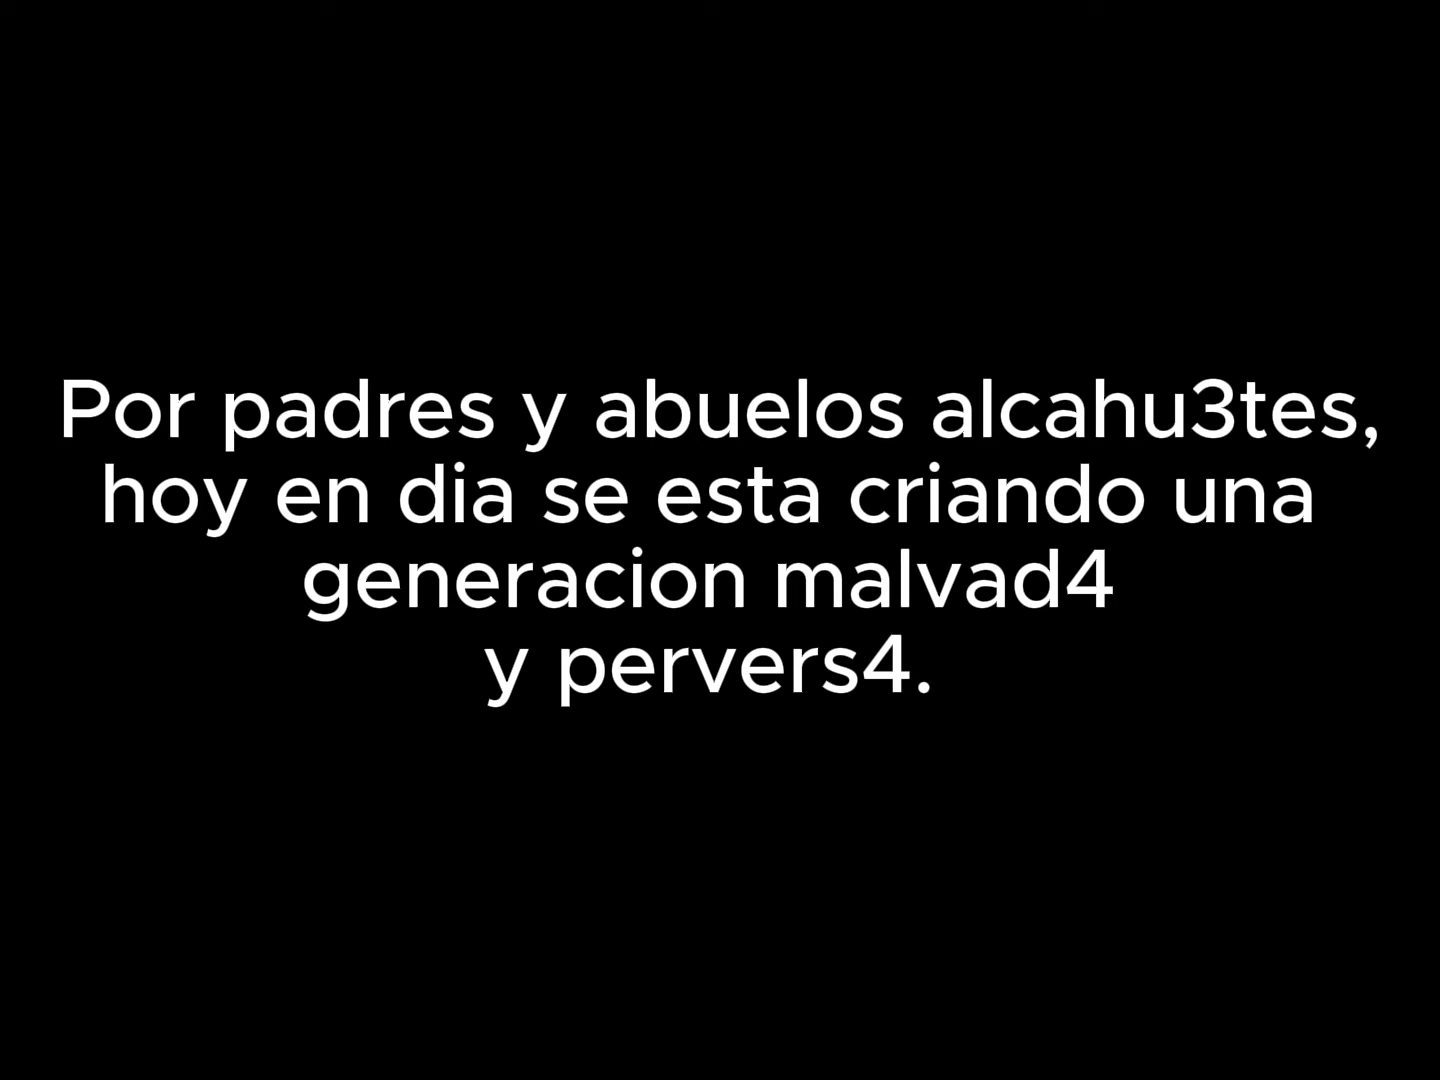 Por padres y abuelos alcahu3tes,
hoy en dia se esta criando una
generacion malvad4
y pervers4.